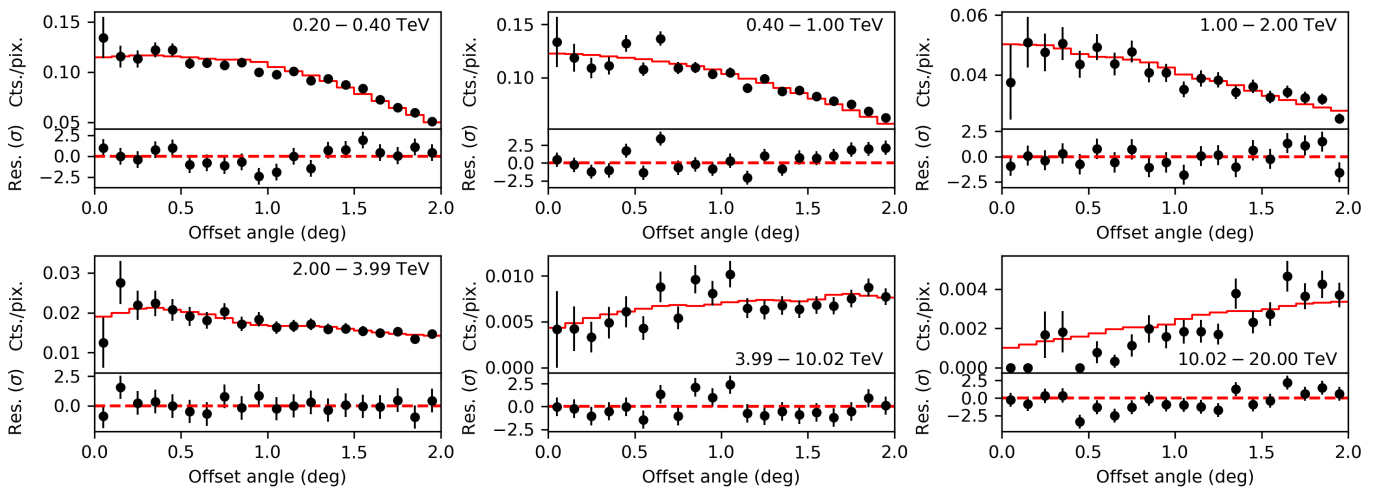 0.20 − 0.40 TeV
0.15
0.10
0.05
Cts./pix.
2.5
0.0
−2.5
Res. (σ)
0.0 0.5 1.0 1.5 2.0
Offset angle (deg)
0.40 − 1.00 TeV
0.15
0.10
Cts./pix.
2.5
0.0
−2.5
Res. (σ)
0.0 0.5 1.0 1.5 2.0
Offset angle (deg)
1.00 − 2.00 TeV
0.06
0.04
Cts./pix.
2.5
0.0
−2.5
Res. (σ)
0.0 0.5 1.0 1.5 2.0
Offset angle (deg)
2.00 − 3.99 TeV
0.03
0.02
0.01
Cts./pix.
2.5
0.0
Res. (σ)
0.0 0.5 1.0 1.5 2.0
Offset angle (deg)
0.010
0.005
0.000
Cts./pix.
3.99 − 10.02 TeV
2.5
0.0
−2.5
Res. (σ)
0.0 0.5 1.0 1.5 2.0
Offset angle (deg)
0.004
0.002
0.000
Cts./pix.
10.02 − 20.00 TeV
2.5
0.0
−2.5
Res. (σ)
0.0 0.5 1.0 1.5 2.0
Offset angle (deg)